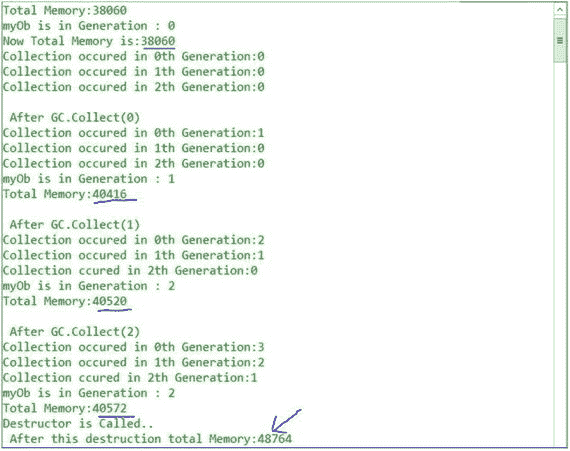 Total Memory:38060
myOb is in Generation : 0
Now Total Memory is:38060
Collection occured in 0th Generation:0
Collection occured in 1th Generation:0
Collection occured in 2th Generation:0
After GC.Collect(0)
Collection occured in 0th Generation:1
Collection occured in 1th Generation:0
Collection occured in 2th Generation:0
myOb is in Generation : 1
Total Memory:40416
After GC.Collect(1)
Collection occured in 0th Generation:2
Collection occured in 1th Generation:1
Collection ccured in 2th Generation:0
myOb is in Generation : 2
Total Memory:40520
After GC.Collect(2)
Collection occured in 0th Generation:3
Collection occured in 1th Generation:2
Collection ccured in 2th Generation:1
myOb is in Generation : 2
Total Memory:40572
Destructor is Called..
After this destruction total Memory:48764